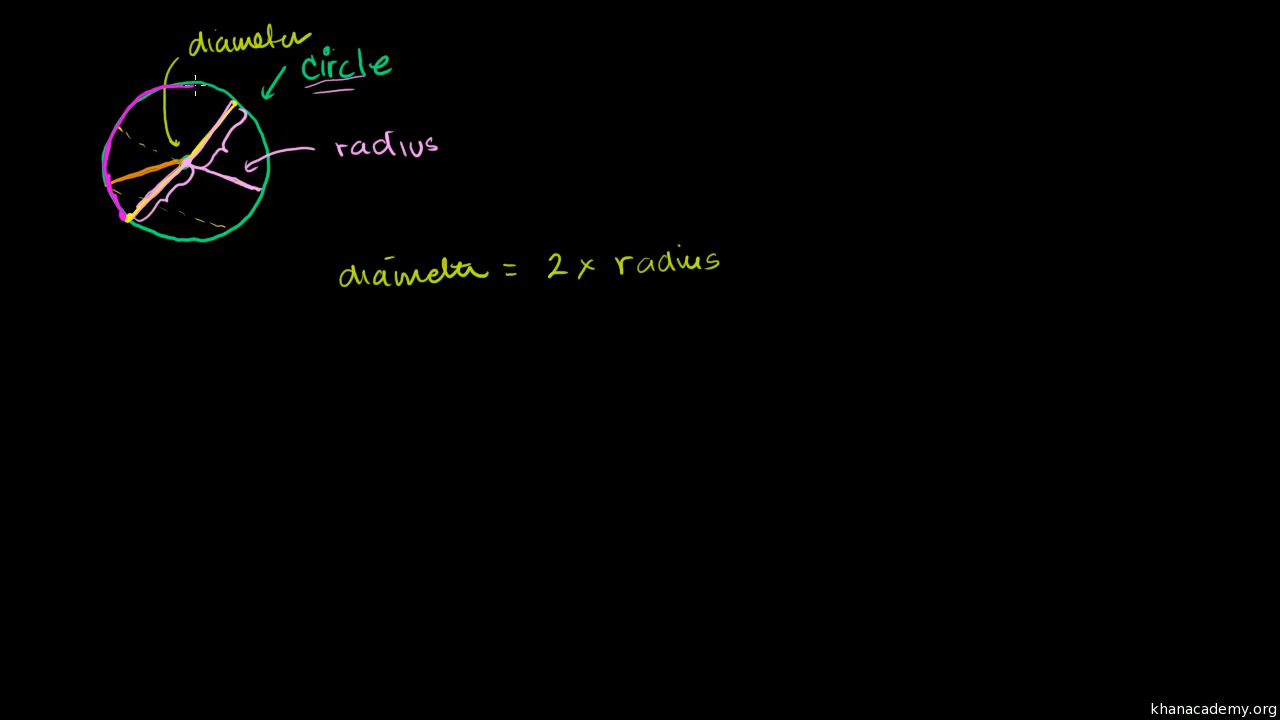 diameter
circle
radius
diameter = 2 x radius
khanacademy.org